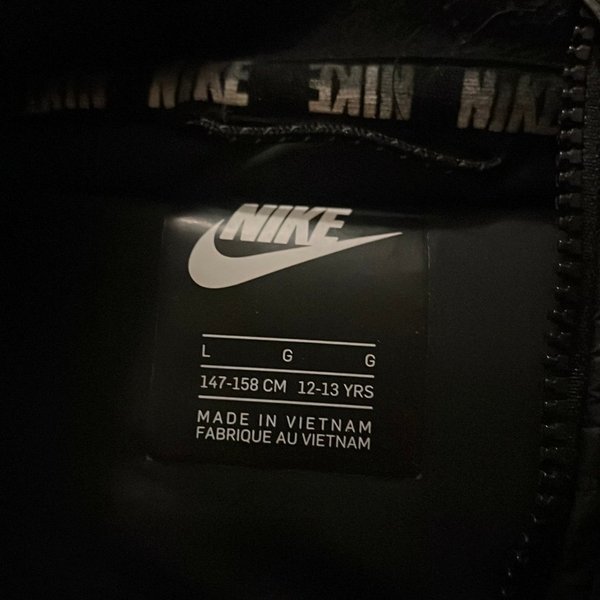 NIKE NIKE NIKE
NIKE
L G G
147-158 CM 12-13 YRS
MADE IN VIETNAM
FABRIQUE AU VIETNAM